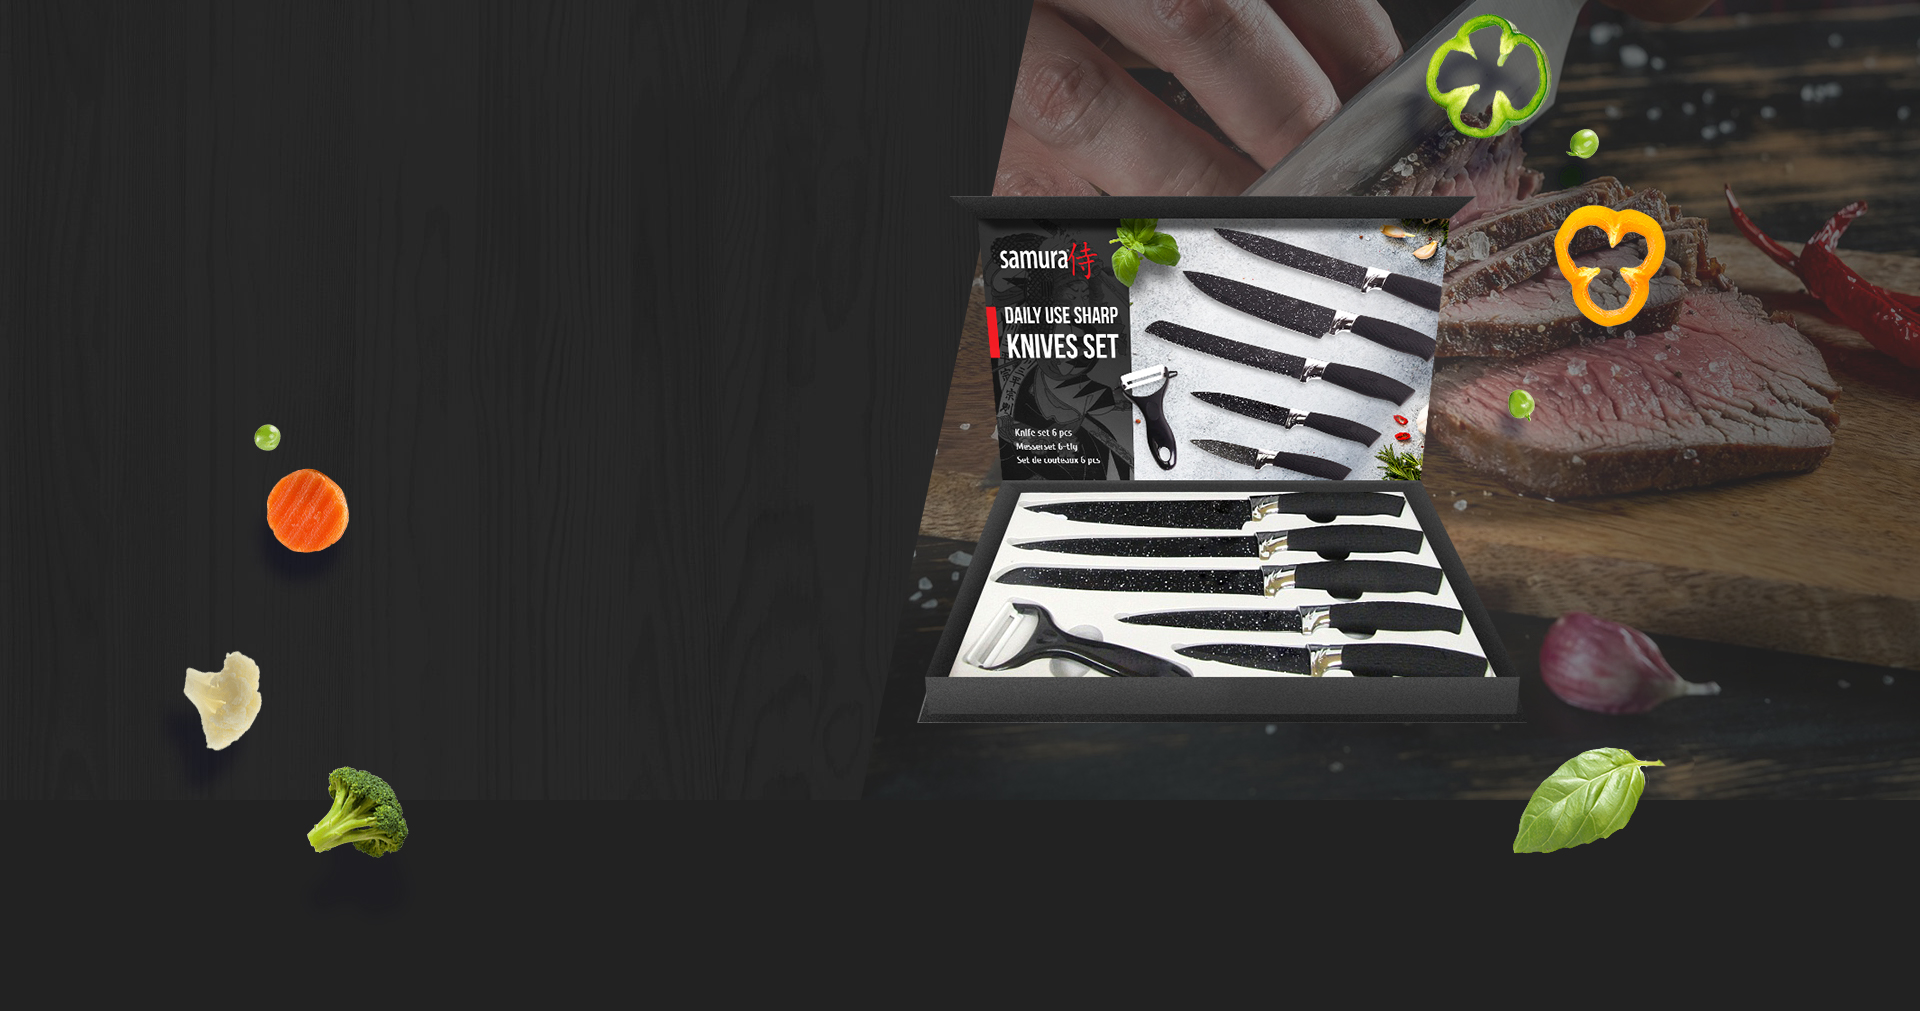 samura侍
DAILY USE SHARP
KNIVES SET
Knife set 6 pcs
Messerset 6-tlg
Set de couteaux 6 pcs